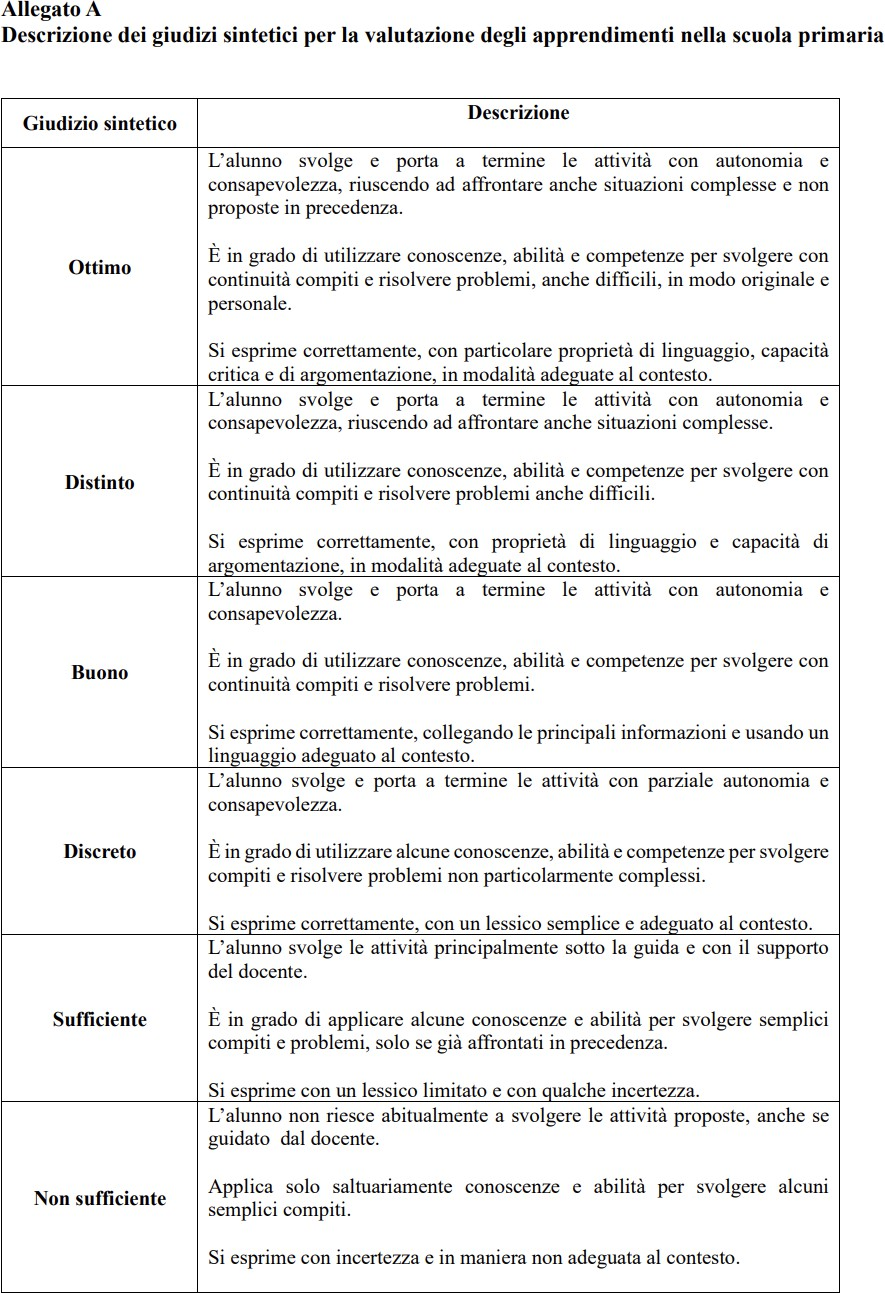 Allegato A
Descrizione dei giudizi sintetici per la valutazione degli apprendimenti nella scuola primaria
Giudizio sintetico
Descrizione
Ottimo
L’alunno svolge e porta a termine le attività con autonomia e
consapevolezza, riuscendo ad affrontare anche situazioni complesse e non
proposte in precedenza.
È in grado di utilizzare conoscenze, abilità e competenze per svolgere con
continuità compiti e risolvere problemi, anche difficili, in modo originale e
personale.
Si esprime correttamente, con particolare proprietà di linguaggio, capacità
critica e di argomentazione, in modalità adeguate al contesto.
Distinto
L’alunno svolge e porta a termine le attività con autonomia e
consapevolezza, riuscendo ad affrontare anche situazioni complesse.
È in grado di utilizzare conoscenze, abilità e competenze per svolgere con
continuità compiti e risolvere problemi anche difficili.
Si esprime correttamente, con proprietà di linguaggio e capacità di
argomentazione, in modalità adeguate al contesto.
Buono
L’alunno svolge e porta a termine le attività con autonomia e
consapevolezza.
È in grado di utilizzare conoscenze, abilità e competenze per svolgere con
continuità compiti e risolvere problemi.
Si esprime correttamente, collegando le principali informazioni e usando un
linguaggio adeguato al contesto.
Discreto
L’alunno svolge e porta a termine le attività con parziale autonomia e
consapevolezza.
È in grado di utilizzare alcune conoscenze, abilità e competenze per svolgere
compiti e risolvere problemi non particolarmente complessi.
Si esprime correttamente, con un lessico semplice e adeguato al contesto.
Sufficiente
L’alunno svolge le attività principalmente sotto la guida e con il supporto
del docente.
È in grado di applicare alcune conoscenze e abilità per svolgere semplici
compiti e problemi, solo se già affrontati in precedenza.
Si esprime con un lessico limitato e con qualche incertezza.
Non sufficiente
L’alunno non riesce abitualmente a svolgere le attività proposte, anche se
guidato dal docente.
Applica solo saltuariamente conoscenze e abilità per svolgere alcuni
semplici compiti.
Si esprime con incertezza e in maniera non adeguata al contesto.